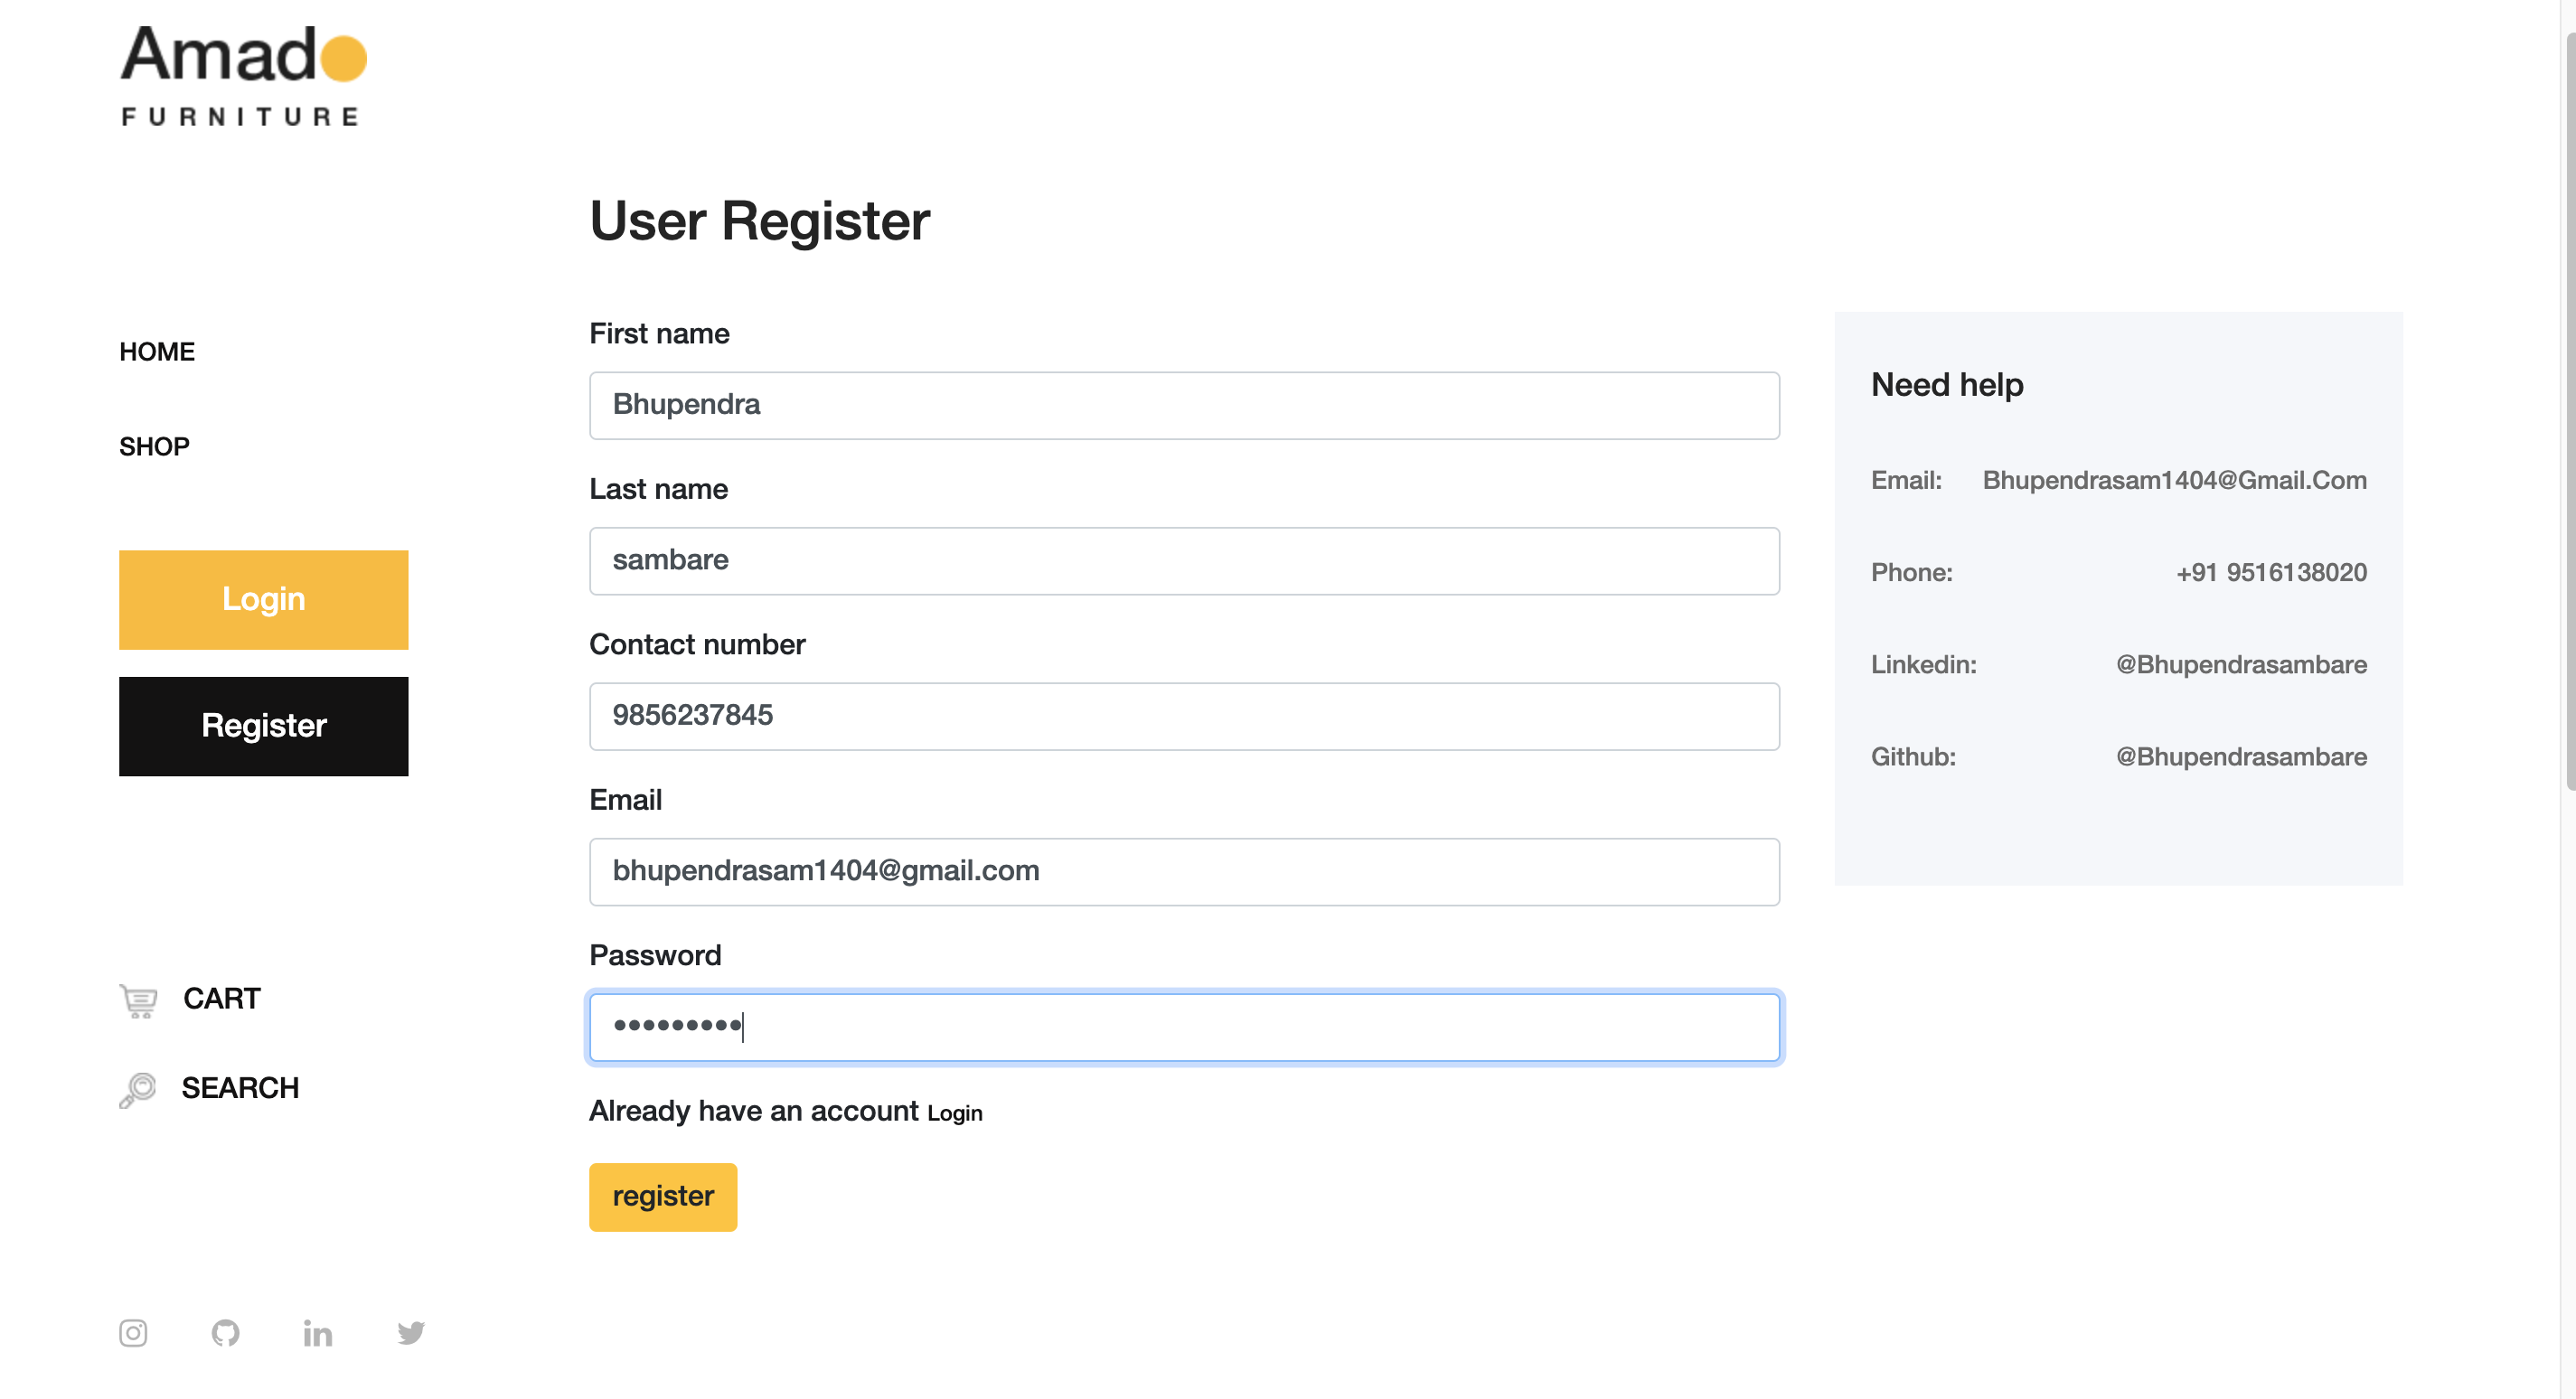 Amado
FURNITURE
HOME
SHOP
Login
Register
CART
SEARCH
User Register
First name
Bhupendra
Last name
sambare
Contact number
9856237845
Email
bhupendrasam1404@gmail.com
Password
•••••••••
Already have an account Login
register
Need help
Email: Bhupendrasam1404@Gmail.Com
Phone: +91 9516138020
Linkedin: @Bhupendrasambare
Github: @Bhupendrasambare